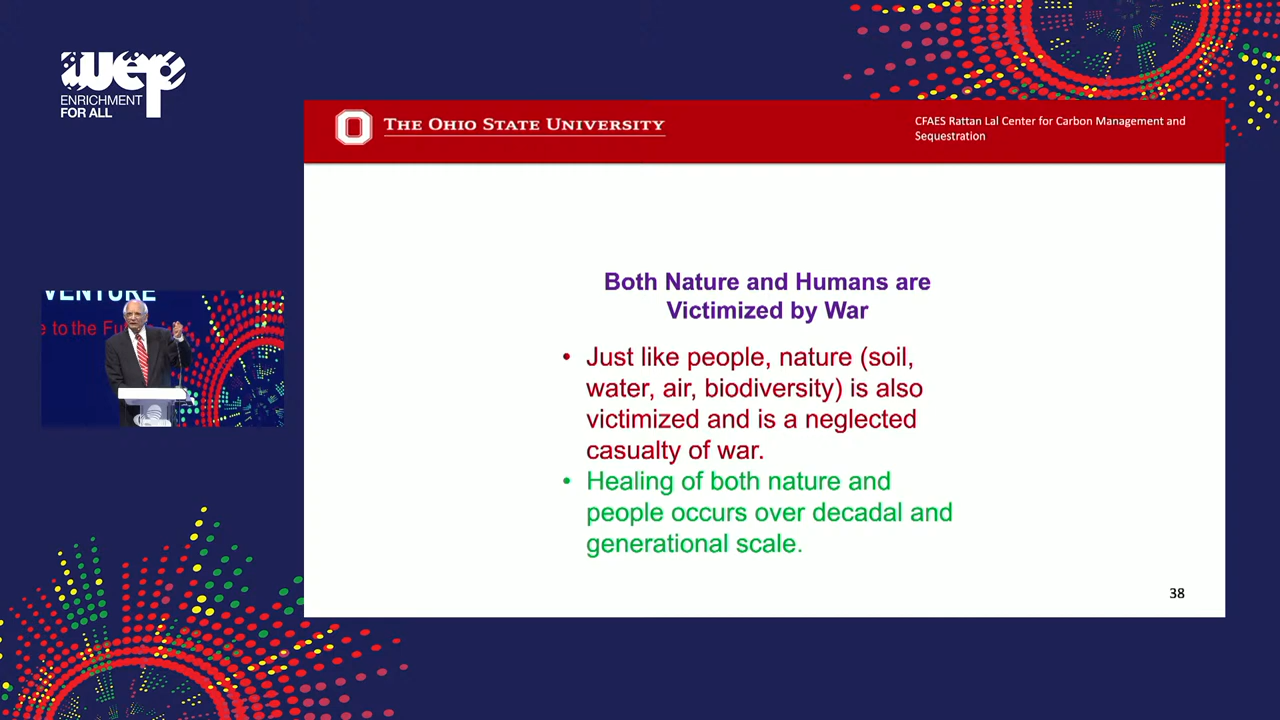 wep
ENRICHMENT
FOR ALL
THE OHIO STATE UNIVERSITY
CFAES Rattan Lal Center for Carbon Management and
Sequestration
VENTURE
e to the Fu
Both Nature and Humans are
Victimized by War
• Just like people, nature (soil,
water, air, biodiversity) is also
victimized and is a neglected
casualty of war.
• Healing of both nature and
people occurs over decadal and
generational scale.
38